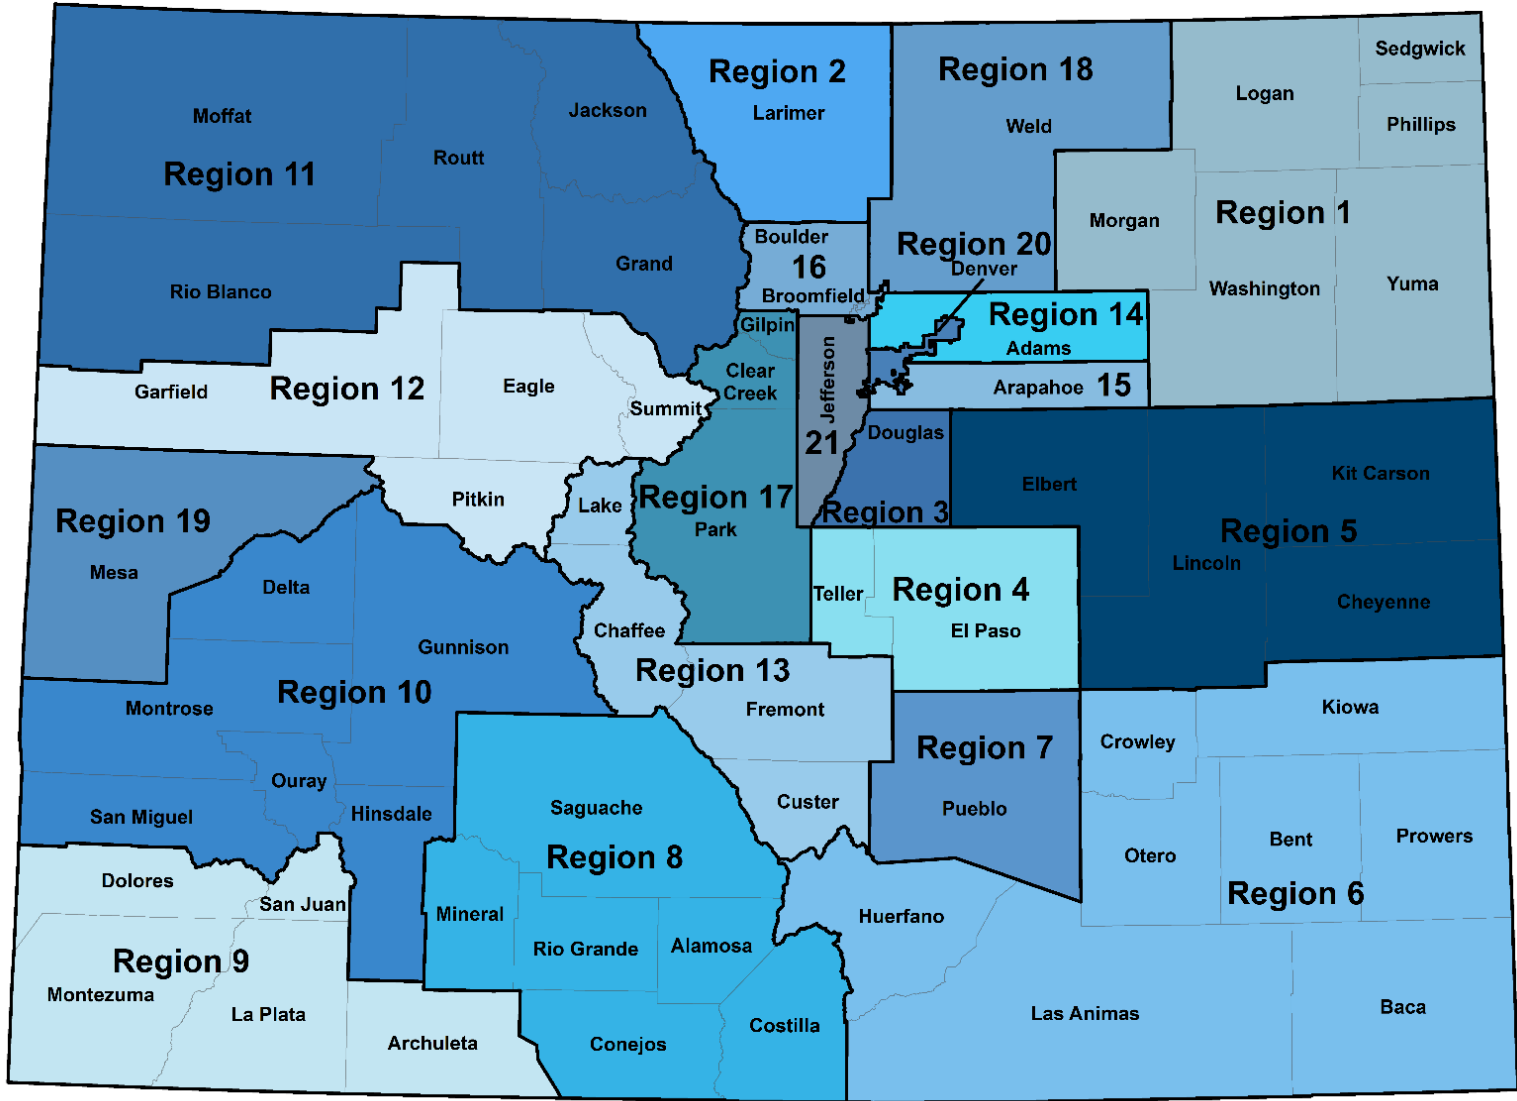 Sedgwick
Region 2
Region 18
Logan
Moffat
Jackson
Larimer
Weld
Phillips
Routt
Region 11
Morgan
Region 1
Boulder
Region 20
Grand
16
Denver
Rio Blanco
Broomfield
Washington
Yuma
Gilpin
Region 14
Adams
Clear
Creek
Jefferson
Garfield
Region 12
Eagle
Summit
Arapahoe 15
Douglas
21
Elbert
Kit Carson
Pitkin
Lake
Region 17
Region 3
Region 19
Park
Region 5
Mesa
Lincoln
Delta
Teller
Region 4
Cheyenne
Gunnison
Chaffee
El Paso
Region 13
Region 10
Montrose
Fremont
Kiowa
Region 7
Crowley
Ouray
San Miguel
Hinsdale
Saguache
Custer
Pueblo
Bent
Prowers
Region 8
Otero
Dolores
Region 6
San Juan
Mineral
Huerfano
Rio Grande
Alamosa
Region 9
Montezuma
La Plata
Costilla
Las Animas
Baca
Archuleta
Conejos